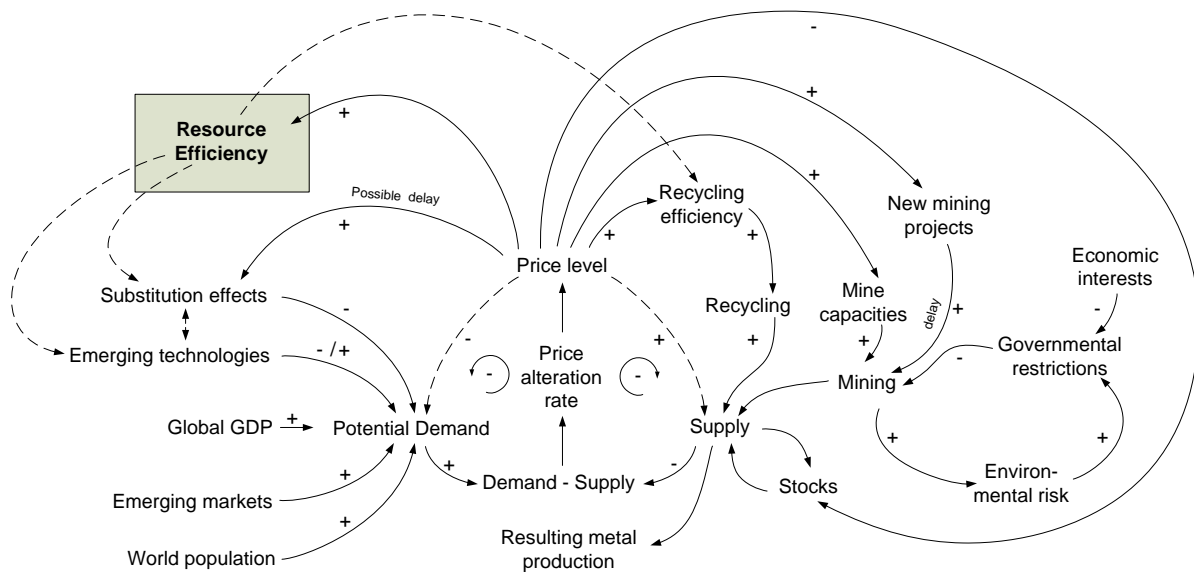 -
+
+
Resource
Efficiency
+
Possible delay
+
Recycling
efficiency
+
+
New mining
projects
Price level
Economic
interests
Substitution effects
-
Recycling
Mine
capacities
delay
+
-
- /+
-
+
+
+
Emerging technologies
Price
alteration
rate
-
-
Governmental
restrictions
-
Mining
Global GDP
+
Potential Demand
Supply
+
+
+
-
Demand - Supply
Environ-
mental risk
Emerging markets
+
Stocks
+
World population
Resulting metal
production